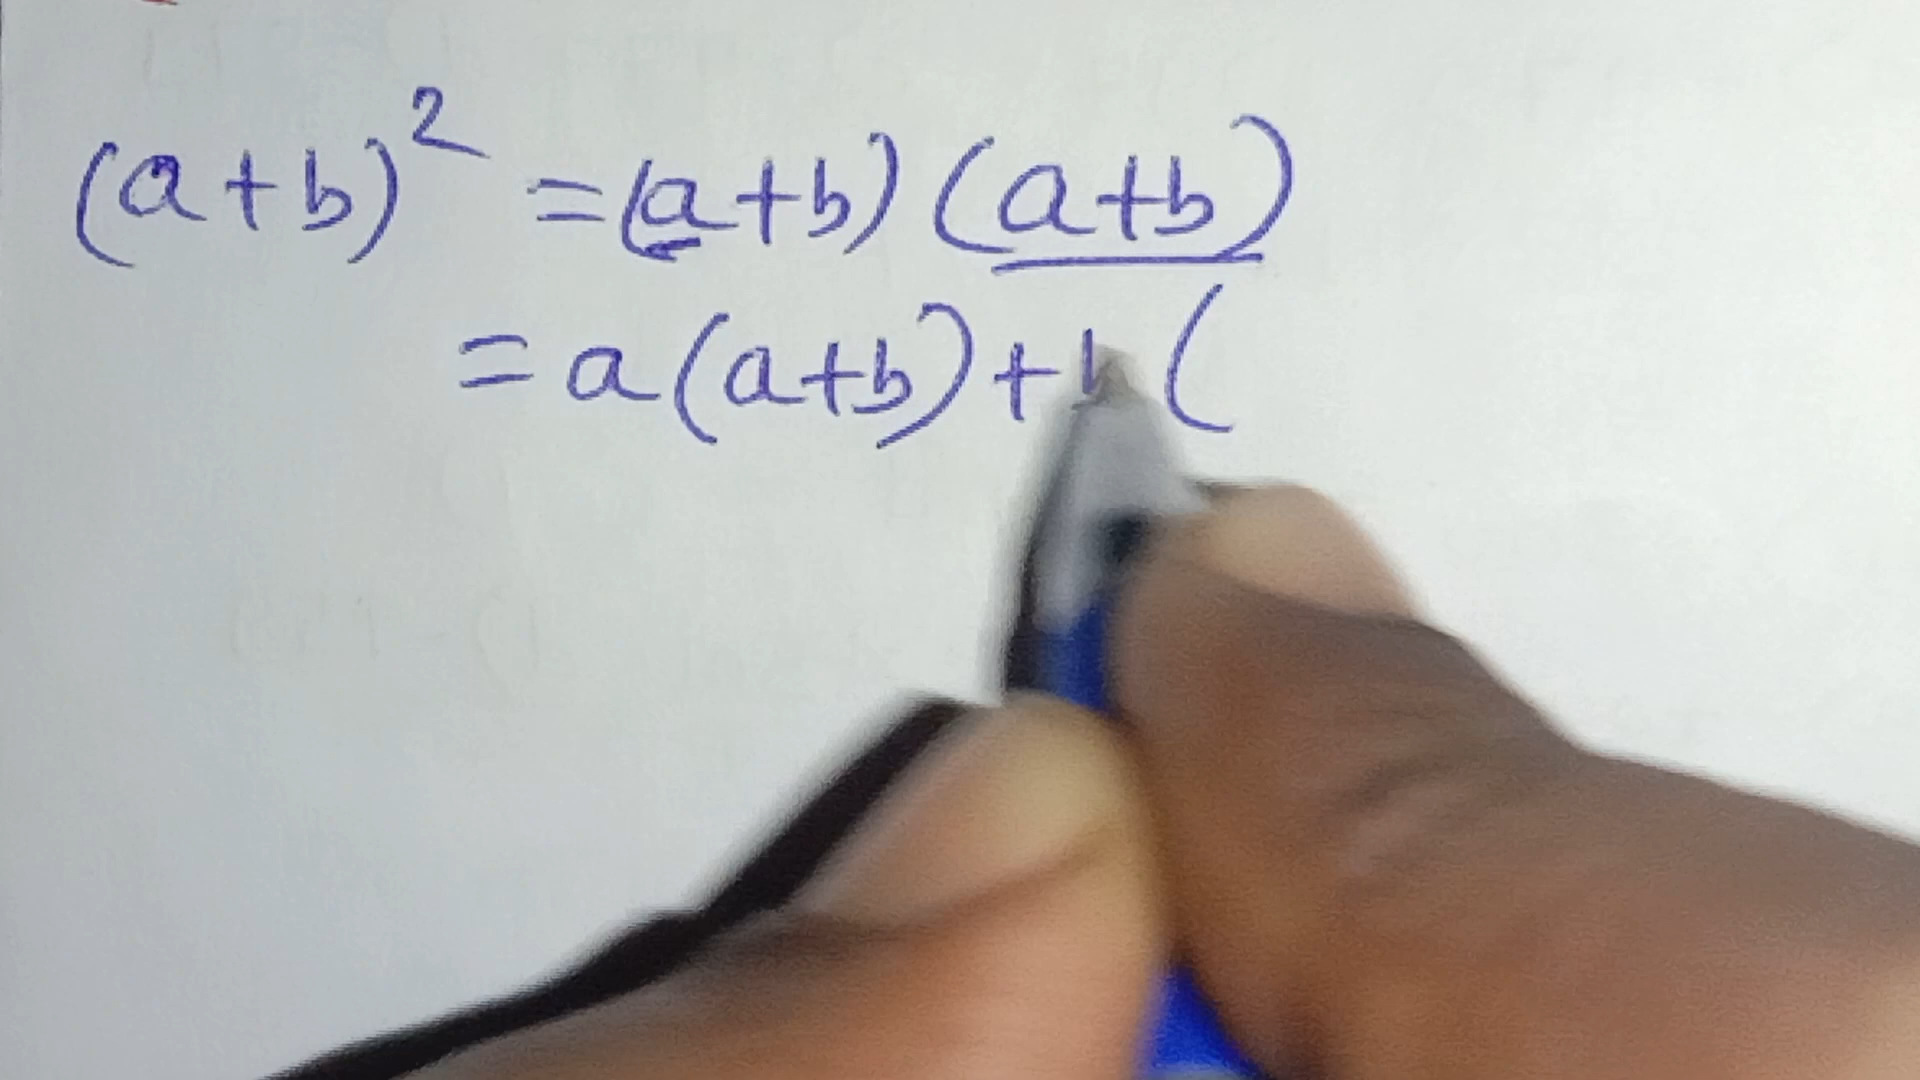 (a+b)² = (a+b) (a+b)
= a(a+b) + b (